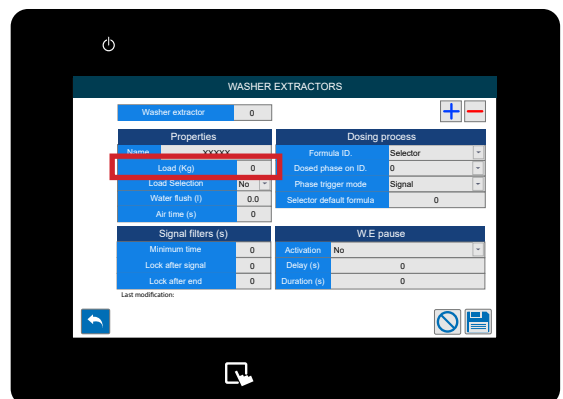 WASHER EXTRACTORS
Washer extractor 0
Properties
Name XXXXX
Load (Kg) 0
Load Selection No
Water flush (l) 0.0
Air time (s) 0
Dosing process
Formula ID. Selector
Dosed phase on ID. 0
Phase trigger mode Signal
Selector default formula 0
Signal filters (s)
Minimum time 0
Lock after signal 0
Lock after end 0
W.E pause
Activation No
Delay (s) 0
Duration (s) 0
Last modification: